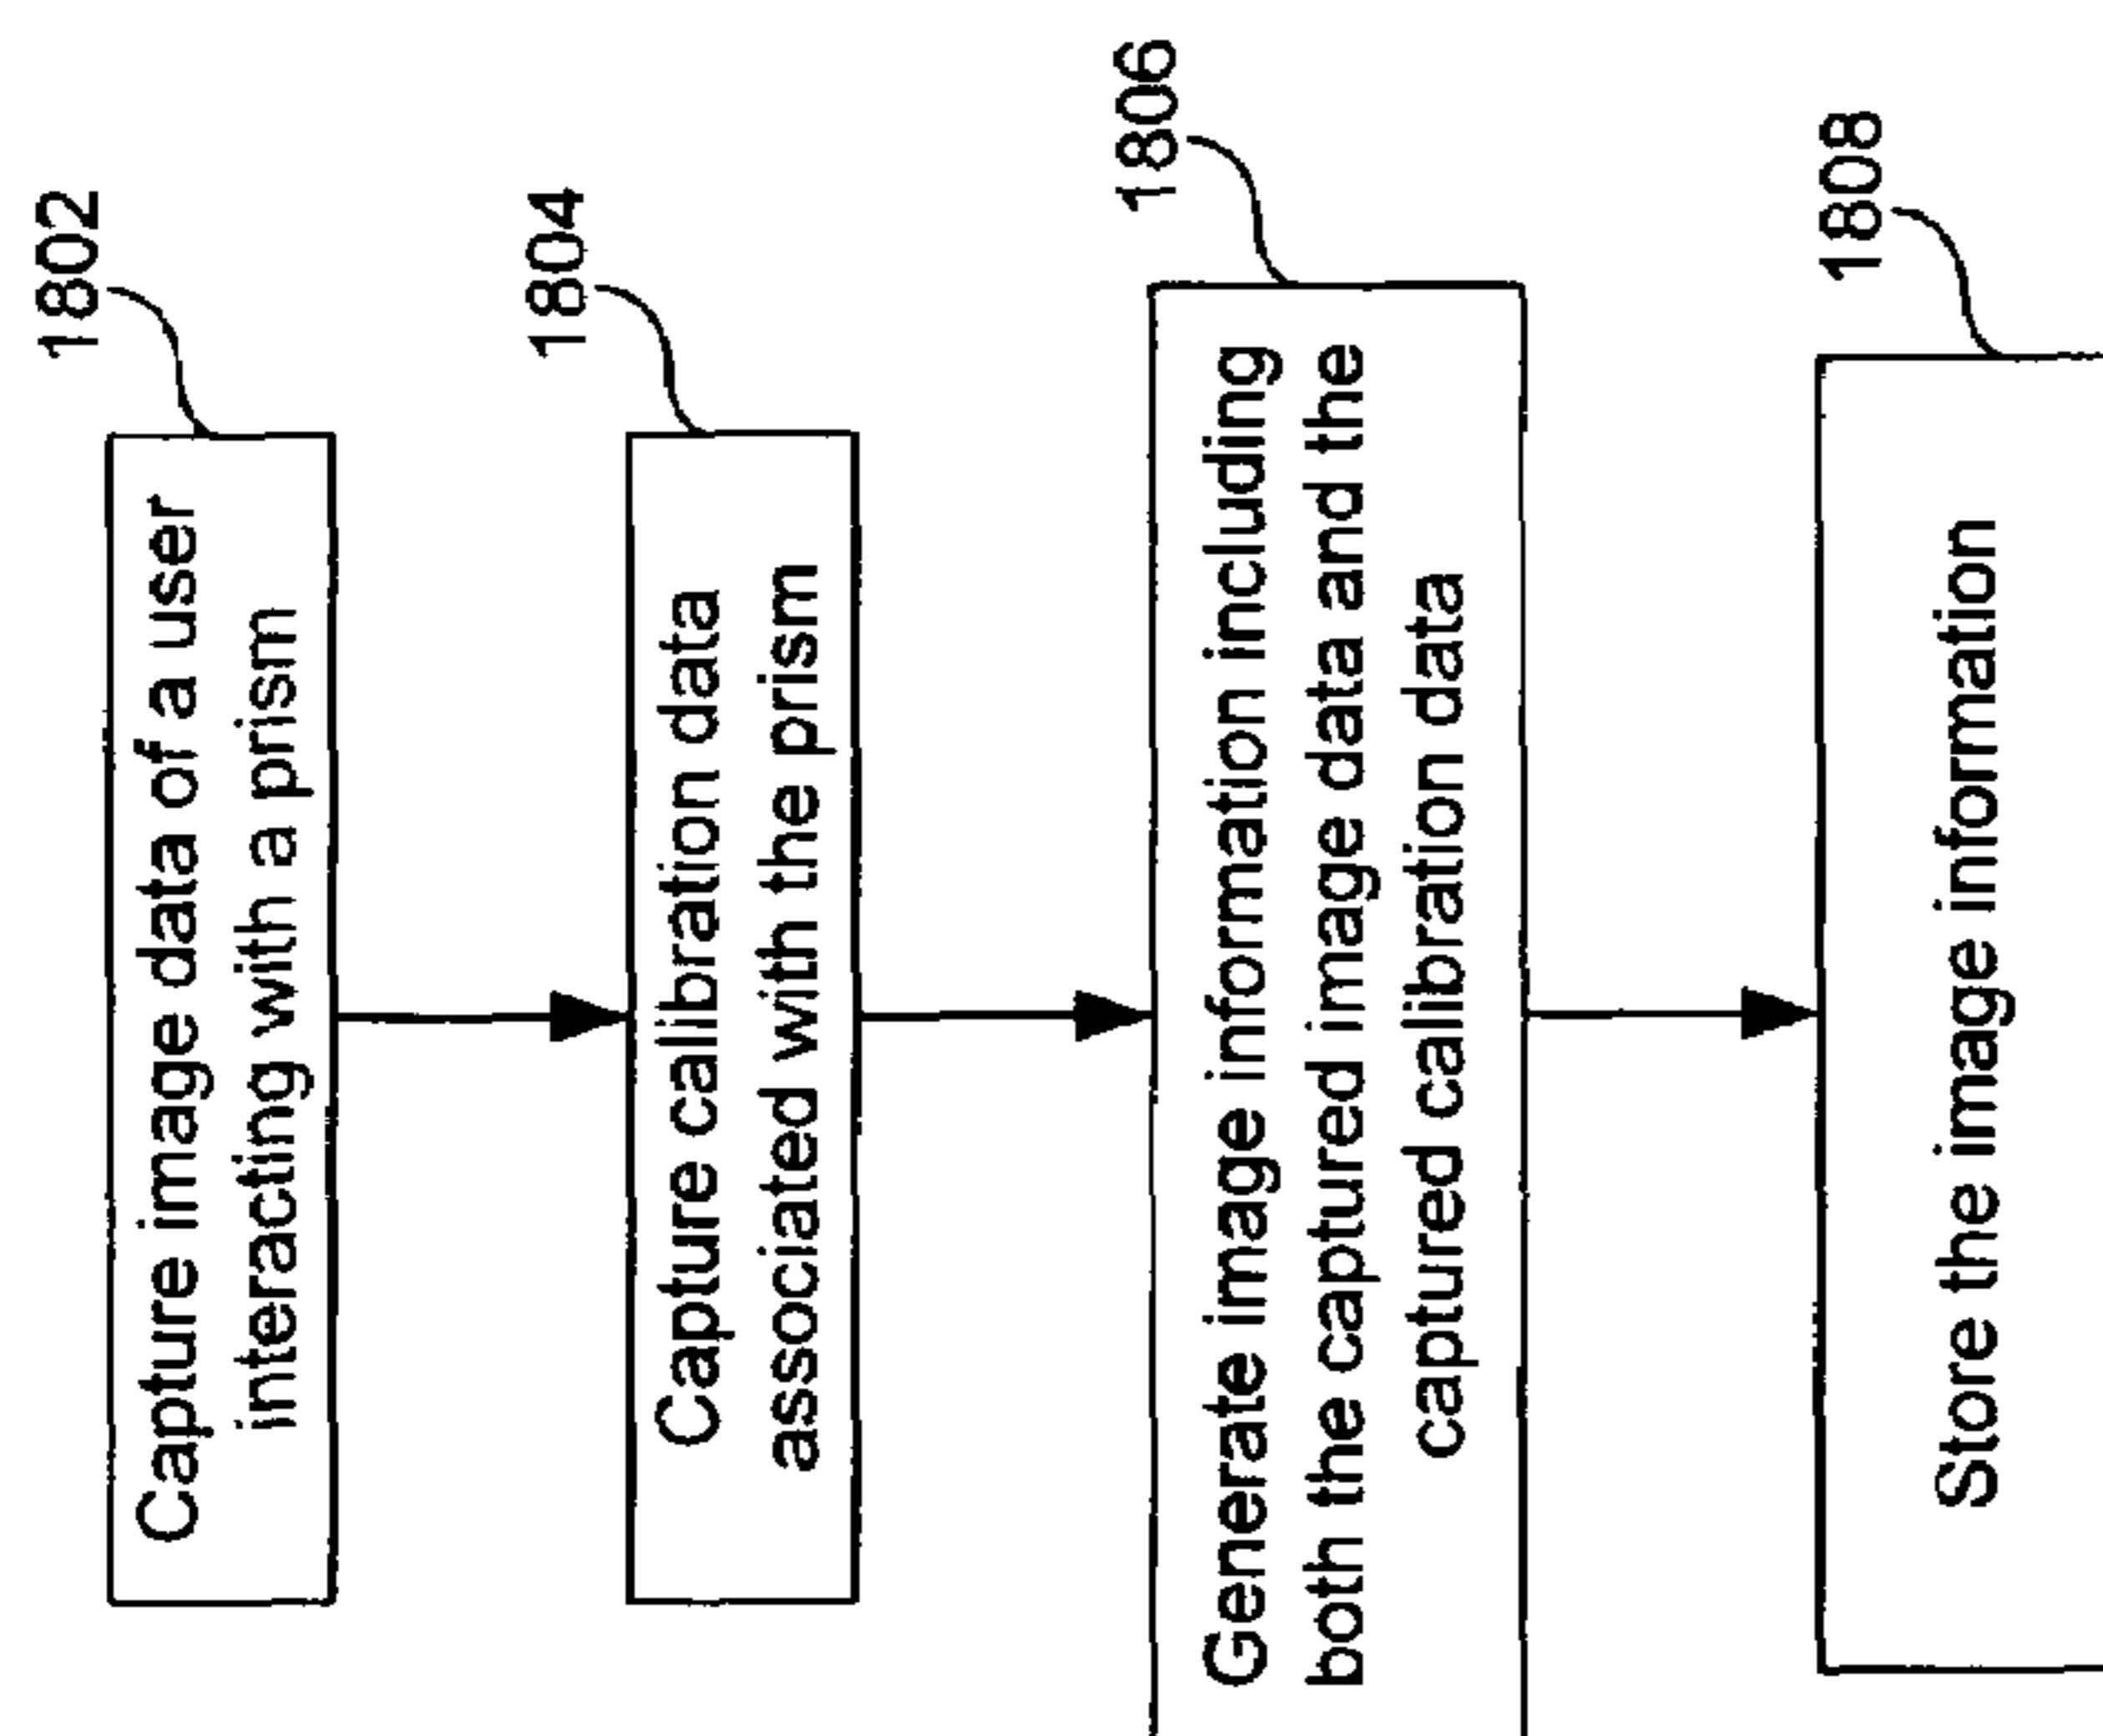 1802
Capture image data of a user
interacting with a prism
1804
Capture calibration data
associated with the prism
1806
Generate image information including
both the captured image data and the
captured calibration data
1808
Store the image information